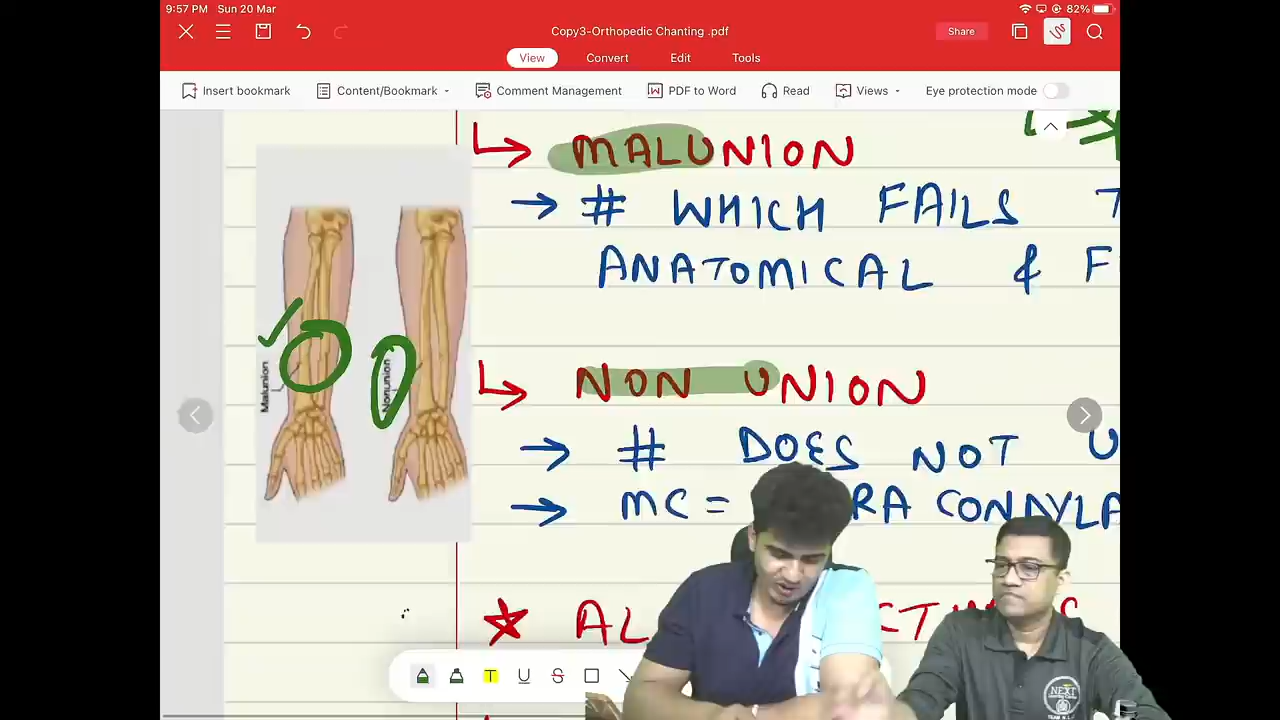 9:57 PM Sun 20 Mar
82%
Copy3-Orthopedic Chanting .pdf
Share
View Convert Edit Tools
Insert bookmark Content/Bookmark Comment Management PDF to Word Read Views Eye protection mode
MALUNION
# WHICH FAILS T
ANATOMICAL & F
Malunion
Nonunion
NON UNION
# DOES NOT U
MC = RA CONDYLA
AL
T
NEXT